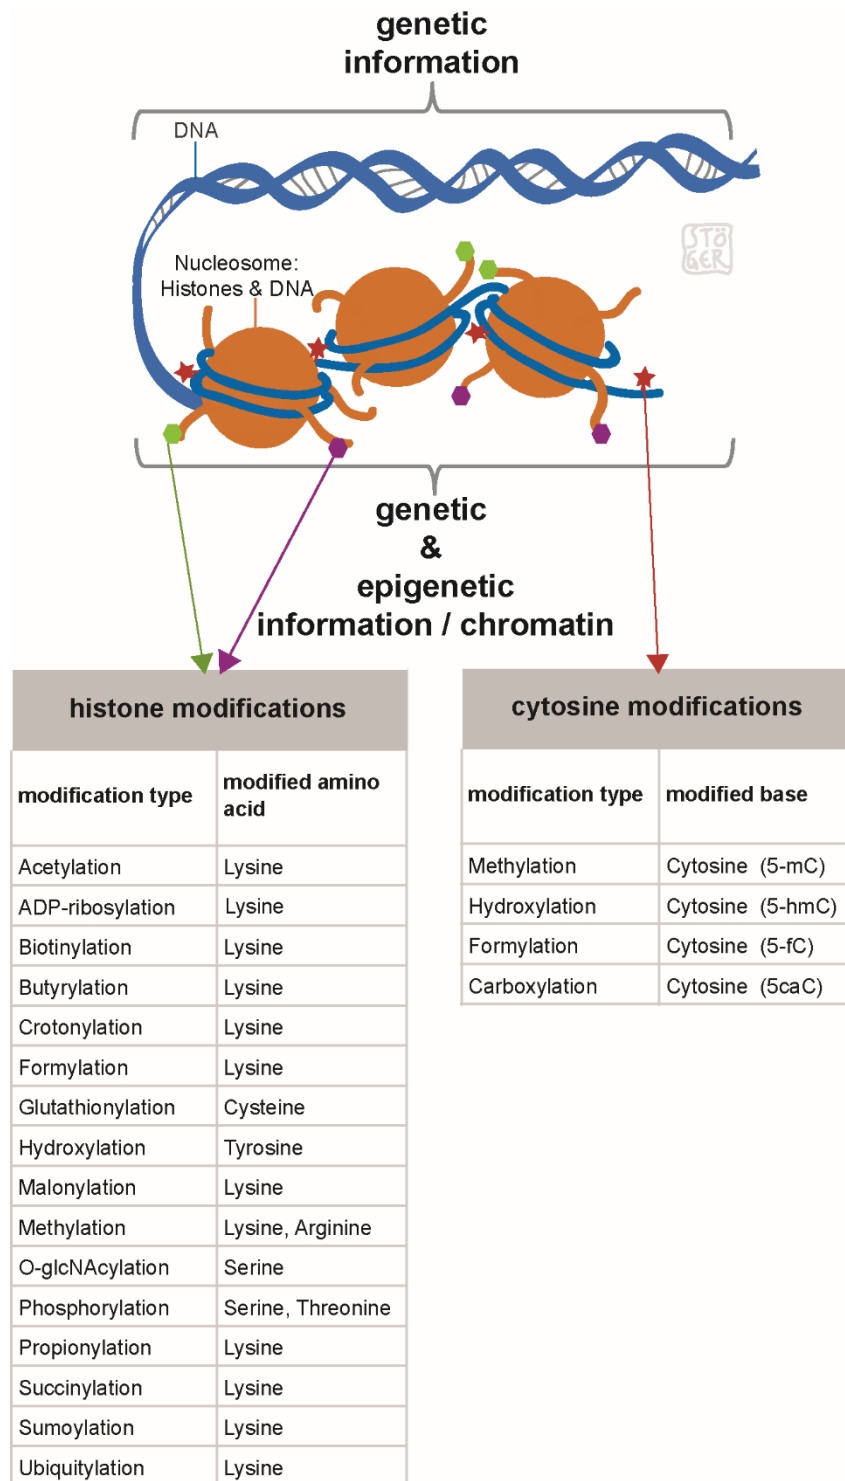 genetic
information
DNA
STÖ
GER
Nucleosome:
Histones & DNA
genetic
&
epigenetic
information / chromatin
histone modifications
modification type modified amino
acid
Acetylation Lysine
ADP-ribosylation Lysine
Biotinylation Lysine
Butyrylation Lysine
Crotonylation Lysine
Formylation Lysine
Glutathionylation Cysteine
Hydroxylation Tyrosine
Malonylation Lysine
Methylation Lysine, Arginine
O-glcNAcylation Serine
Phosphorylation Serine, Threonine
Propionylation Lysine
Succinylation Lysine
Sumoylation Lysine
Ubiquitylation Lysine
cytosine modifications
modification type modified base
Methylation Cytosine (5-mC)
Hydroxylation Cytosine (5-hmC)
Formylation Cytosine (5-fC)
Carboxylation Cytosine (5caC)